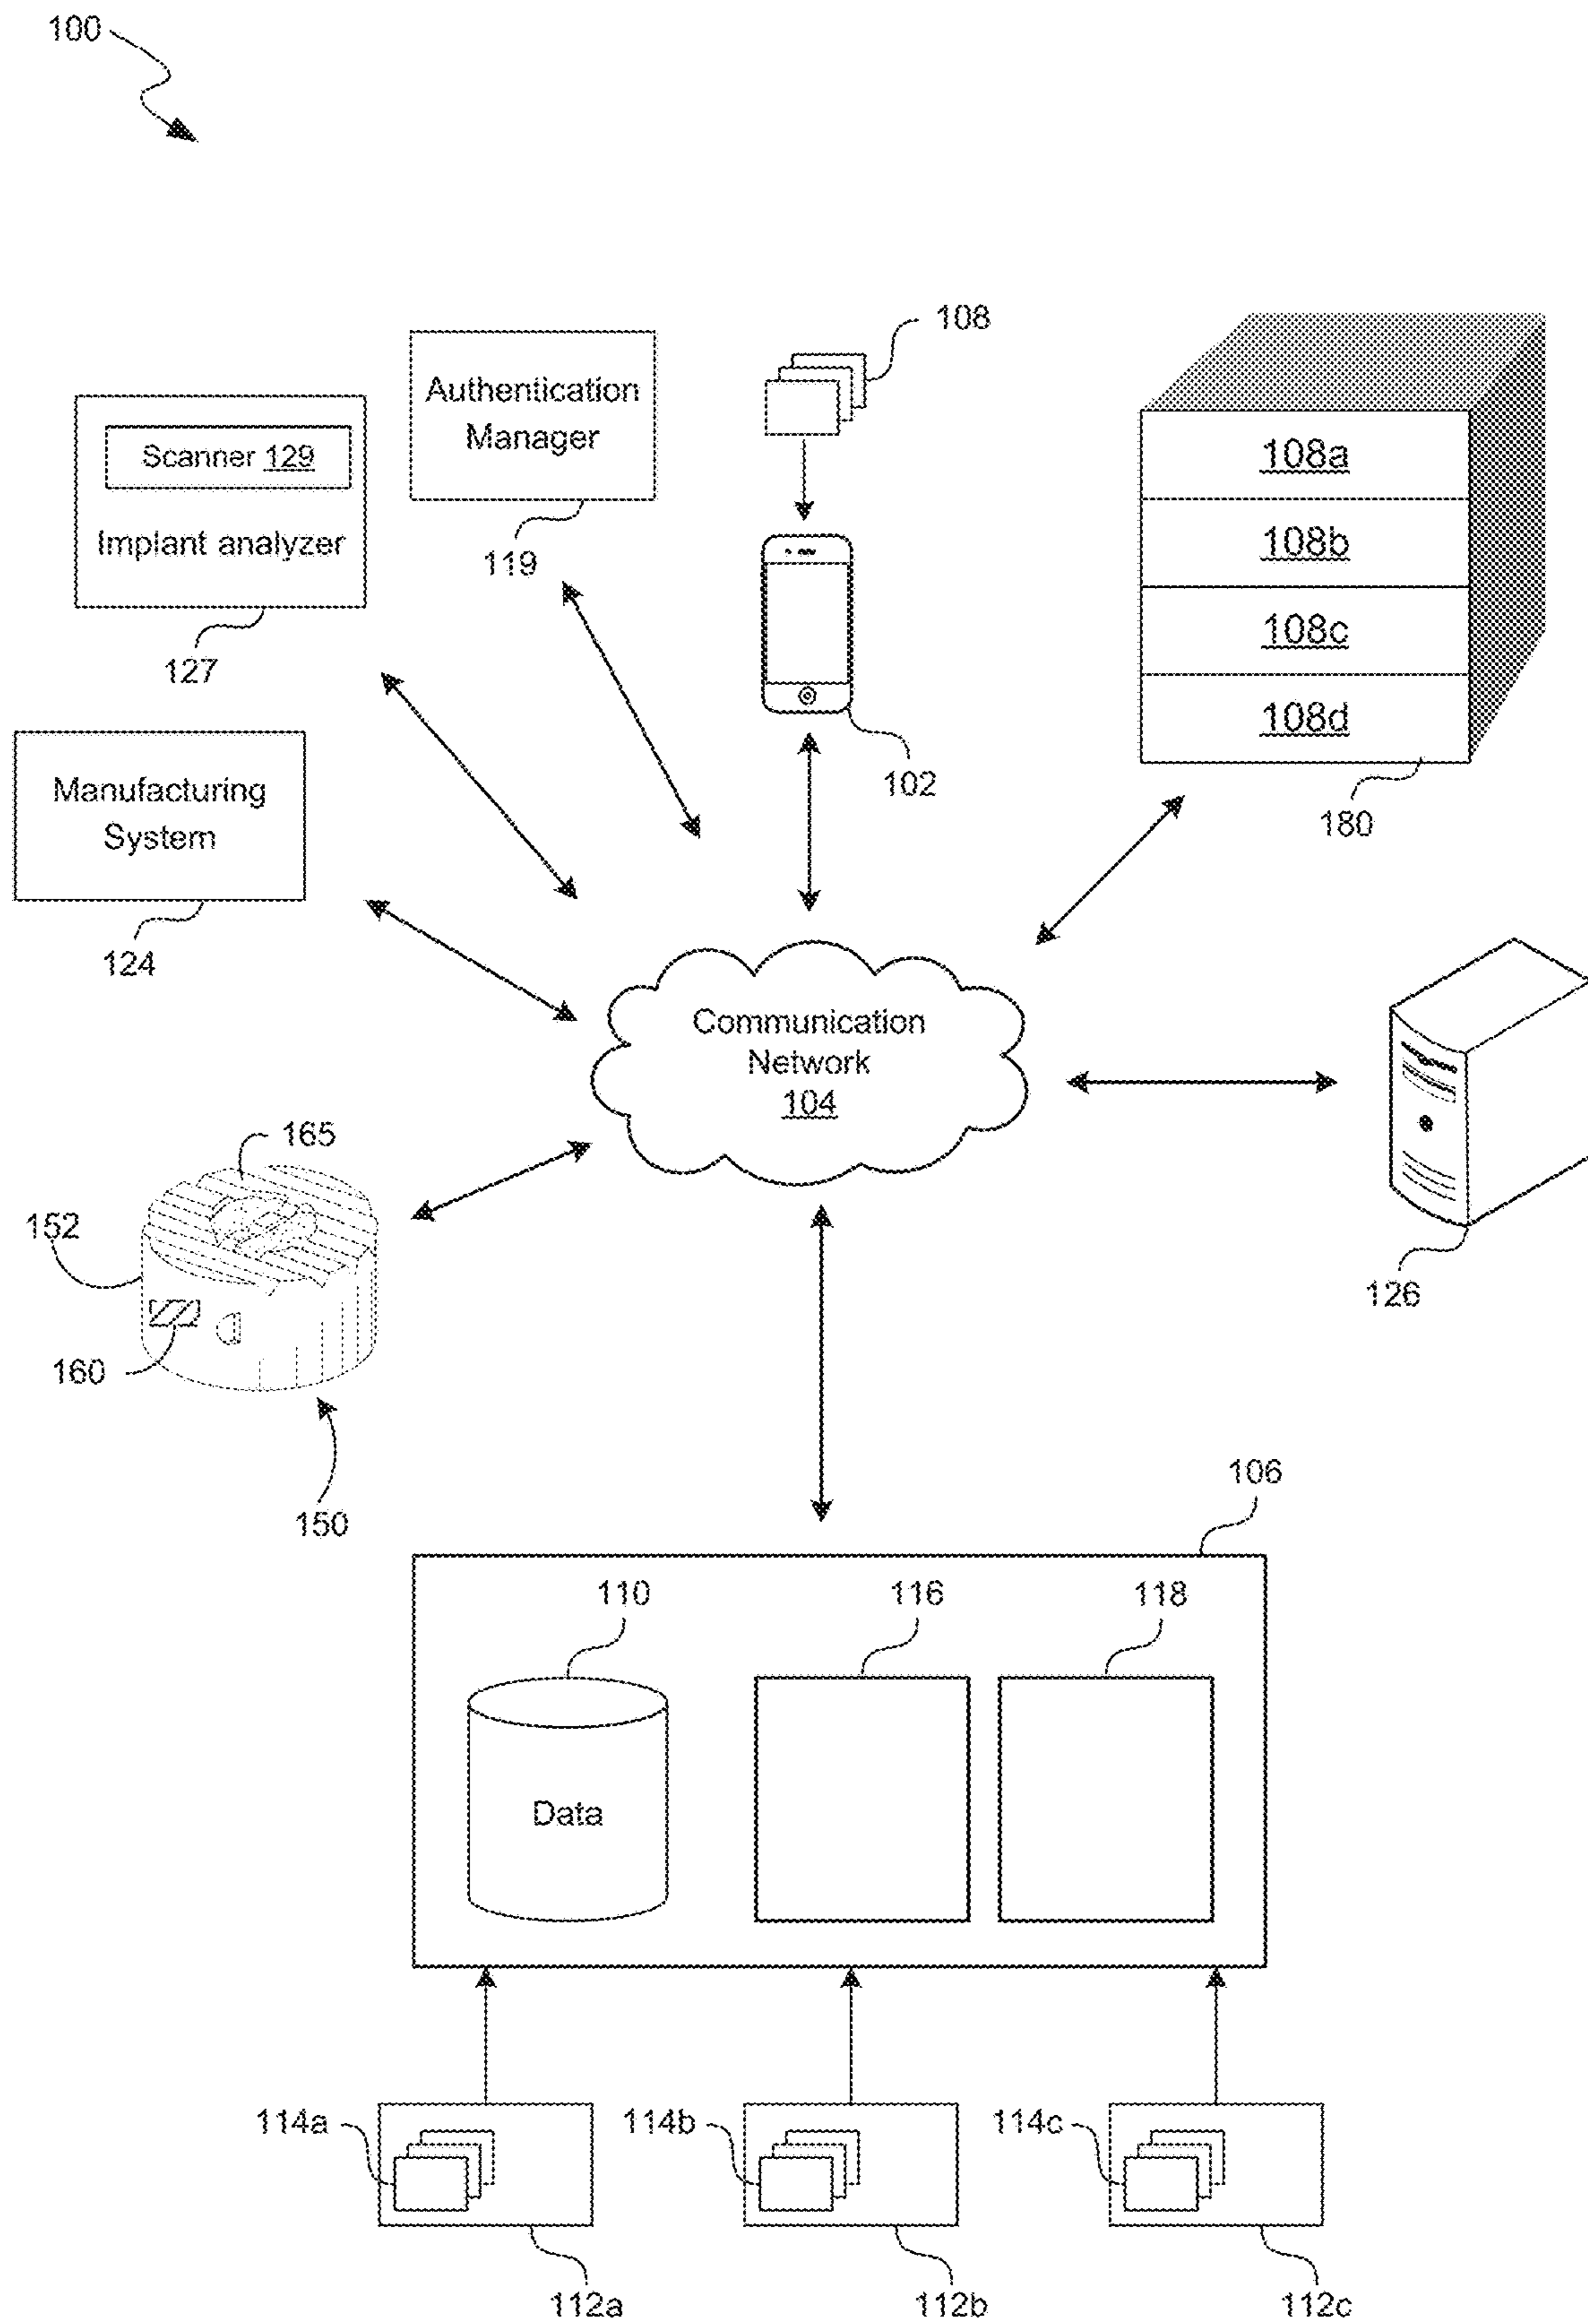 100
108
Authentication
Manager
119
Scanner 129
Implant analyzer
127
102
108a
108b
108c
108d
180
Manufacturing
System
124
Communication
Network
104
126
165
152
160
150
106
110
116
118
Data
114a
114b
114c
112a
112b
112c